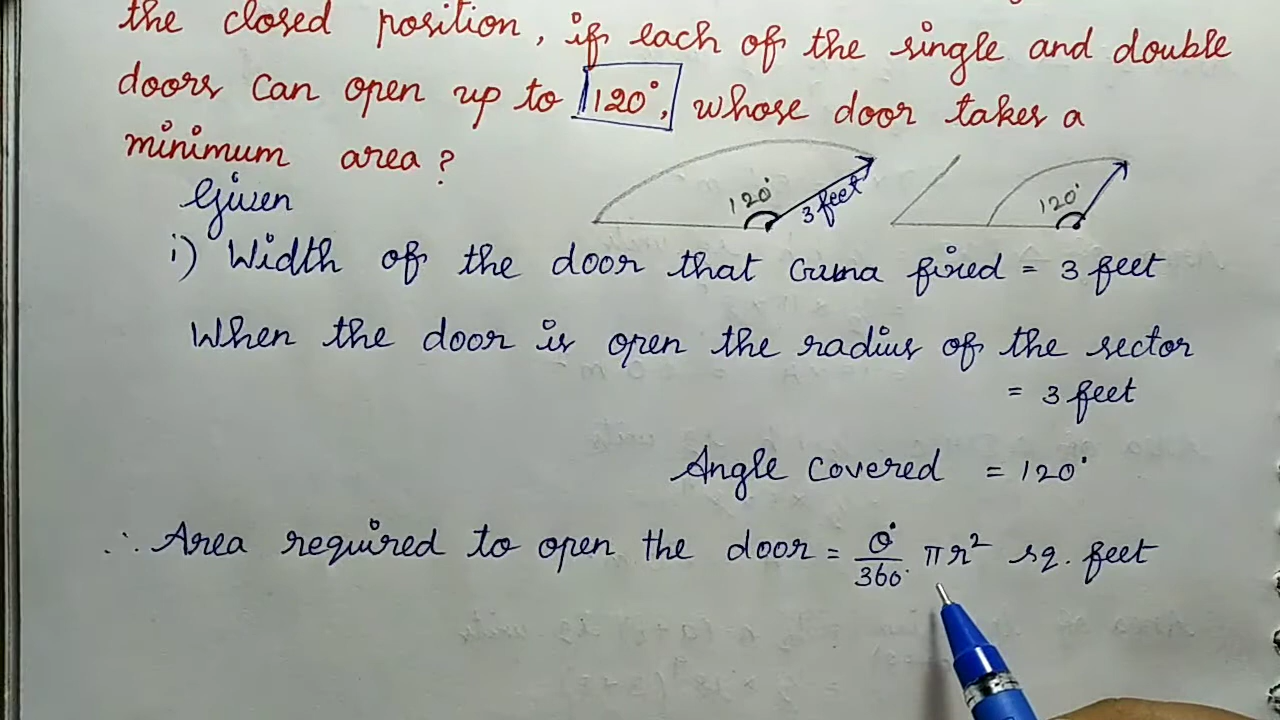 the closed position, if each of the single and double
doors can open up to 120°, whose door takes a
minimum area?
120° 3 feet 120°
Given
i) Width of the door that Guna fixed = 3 feet
When the door is open the radius of the sector
= 3 feet
Angle Covered = 120°
∴ Area required to open the door = θ°/360° πr² sq. feet